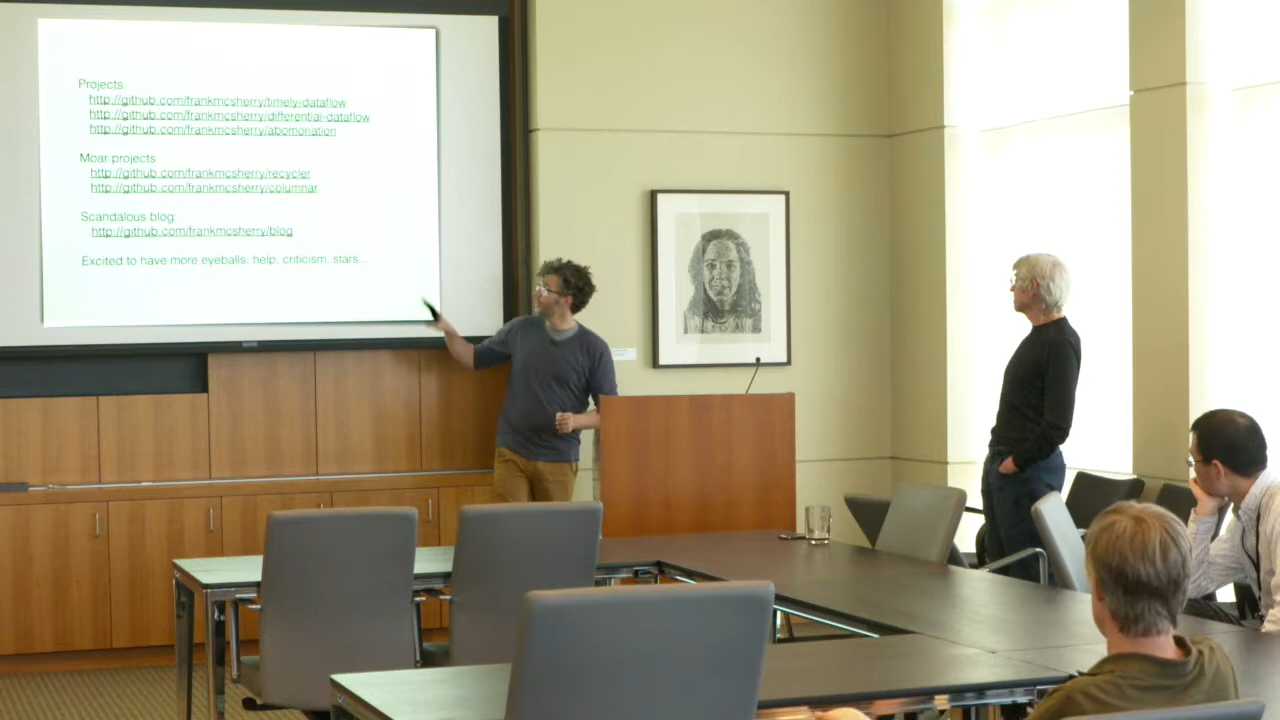 Projects
http://github.com/frankmcsherry/timely-dataflow
http://github.com/frankmcsherry/differential-dataflow
http://github.com/frankmcsherry/abomonation
Moar projects
http://github.com/frankmcsherry/recycler
http://github.com/frankmcsherry/columnar
Scandalous blog:
http://github.com/frankmcsherry/blog
Excited to have more eyeballs, help, criticism, stars...